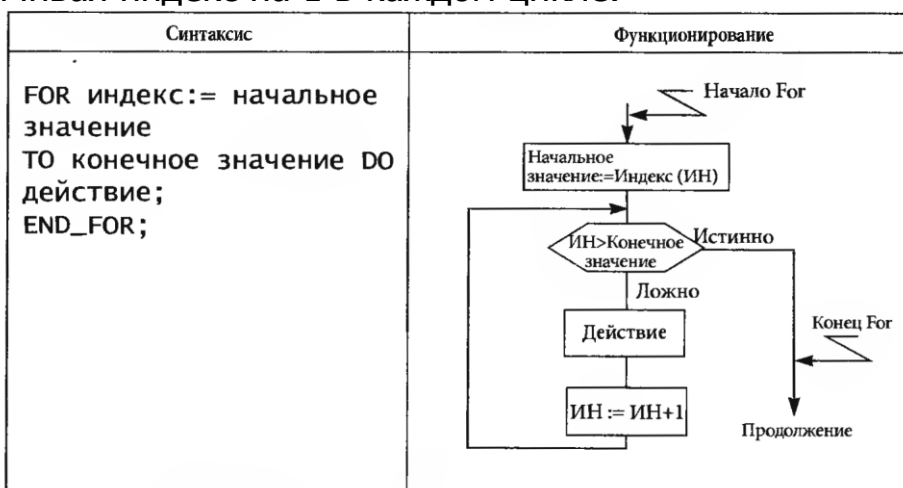 Синтаксис
Функционирование
FOR индекс:= начальное
значение
TO конечное значение DO
действие;
END_FOR;
Начало For
Начальное
значение:=Индекс (ИН)
ИН>Конечное
значение
Истинно
Ложно
Действие
Конец For
ИН := ИН+1
Продолжение